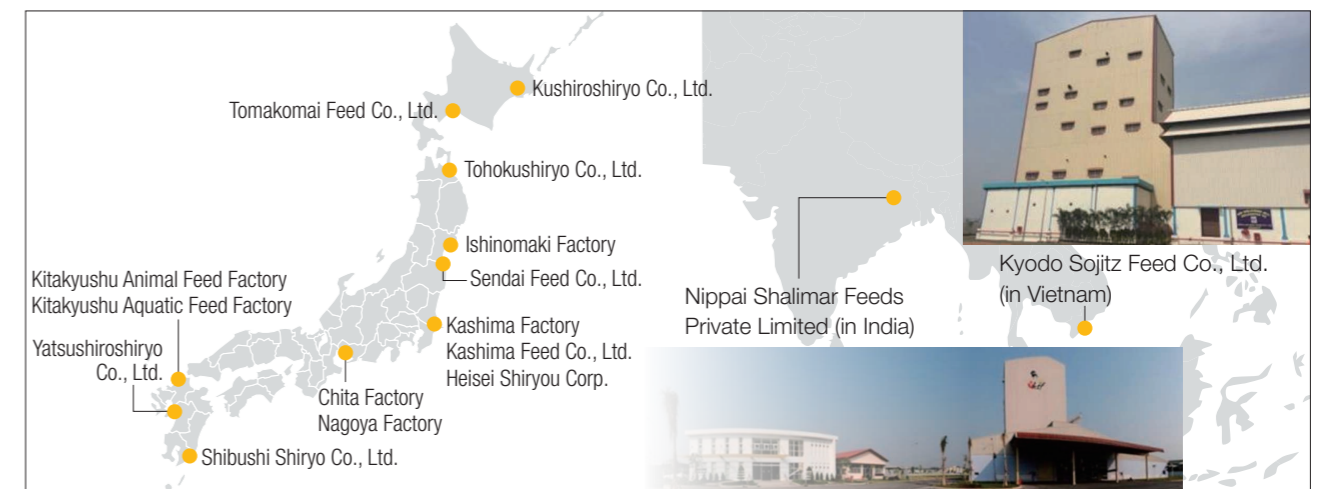 Kushiroshiryo Co., Ltd.
Tomakomai Feed Co., Ltd.
Tohokushiryo Co., Ltd.
Ishinomaki Factory
Sendai Feed Co., Ltd.
Kitakyushu Animal Feed Factory
Kitakyushu Aquatic Feed Factory
Yatsushiroshiryo
Co., Ltd.
Kashima Factory
Kashima Feed Co., Ltd.
Heisei Shiryou Corp.
Chita Factory
Nagoya Factory
Shibushi Shiryo Co., Ltd.
Nippai Shalimar Feeds
Private Limited (in India)
Kyodo Sojitz Feed Co., Ltd.
(in Vietnam)